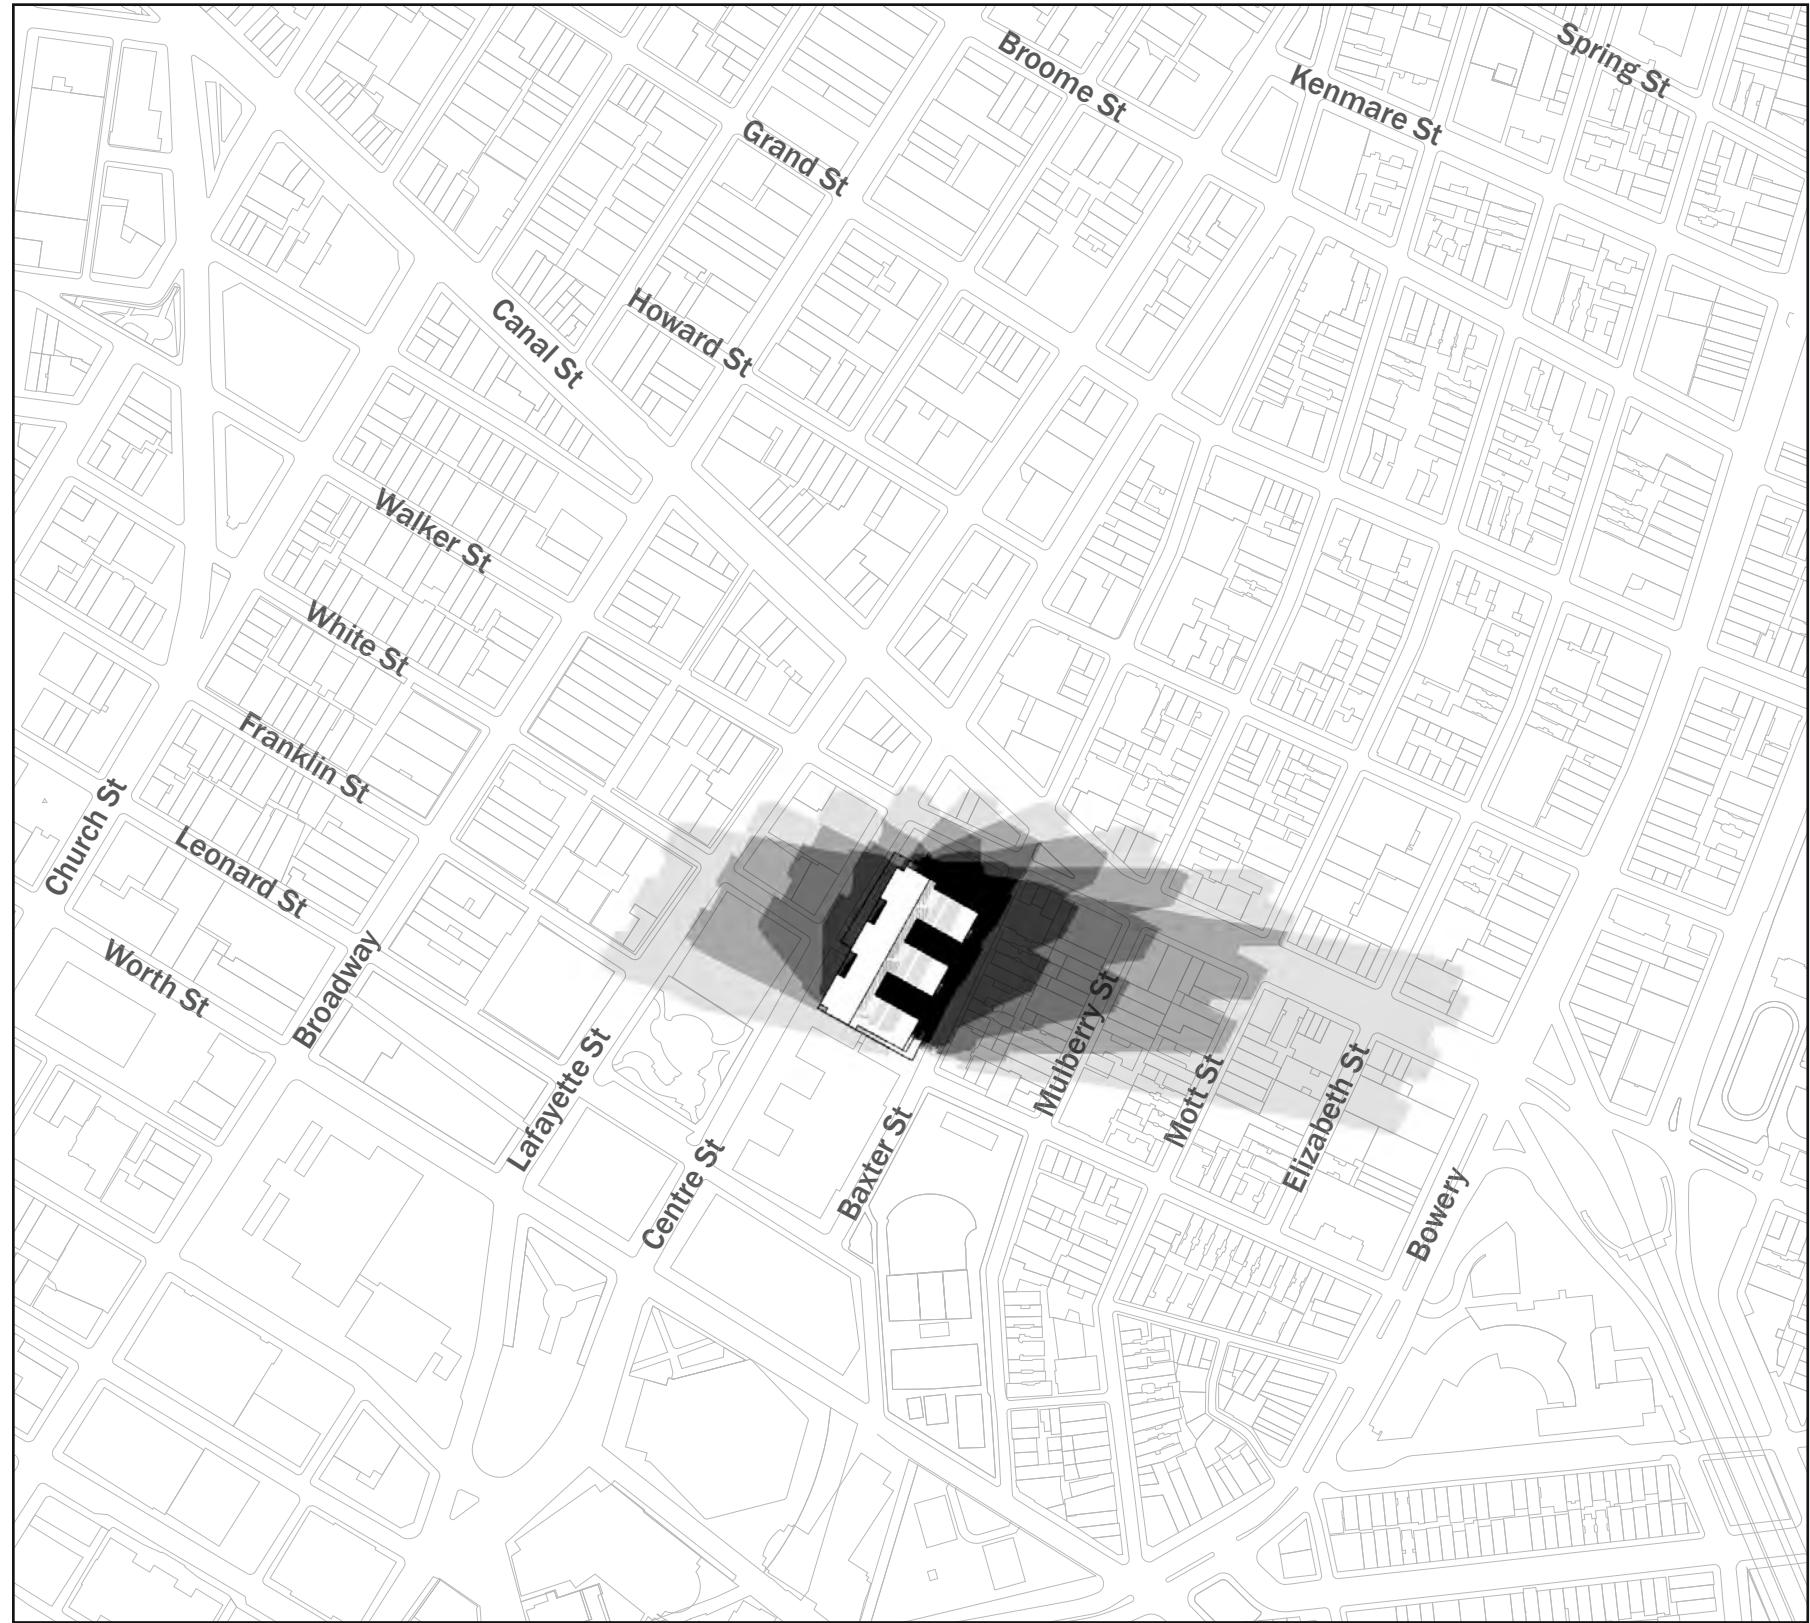 Spring St
Broome St
Kenmare St
Grand St
Howard St
Canal St
Walker St
White St
Franklin St
Church St
Leonard St
Worth St
Broadway
Lafayette St
Centre St
Baxter St
Mulberry St
Mott St
Elizabeth St
Bowery